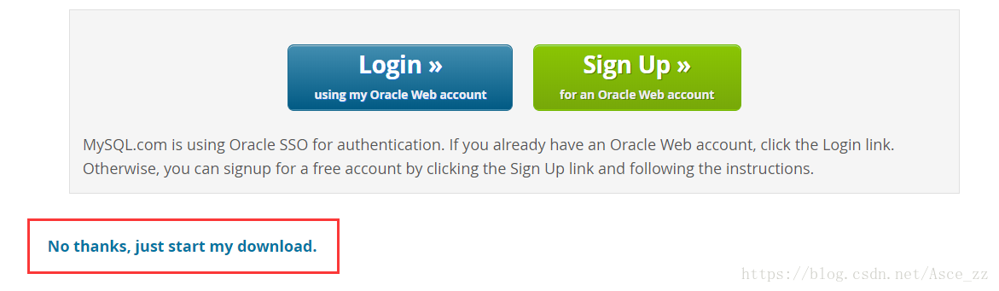 Login » Sign Up »
using my Oracle Web account for an Oracle Web account
MySQL.com is using Oracle SSO for authentication. If you already have an Oracle Web account, click the Login link.
Otherwise, you can signup for a free account by clicking the Sign Up link and following the instructions.
No thanks, just start my download.
https://blog.csdn.net/Asce_zz